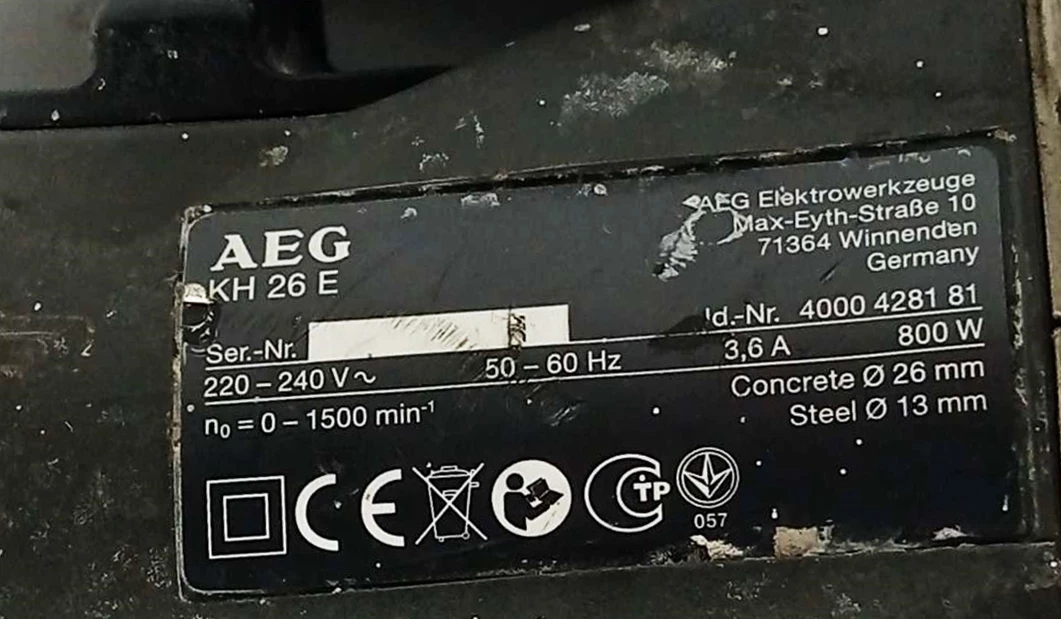 AEG
KH 26 E
AEG Elektrowerkzeuge
Max-Eyth-Straße 10
71364 Winnenden
Germany
Ser.-Nr. Id.-Nr. 4000 4281 81
220 – 240 V ~ 50 – 60 Hz 3,6 A 800 W
n₀ = 0 – 1500 min⁻¹ Concrete Ø 26 mm
Steel Ø 13 mm
CE TP
057